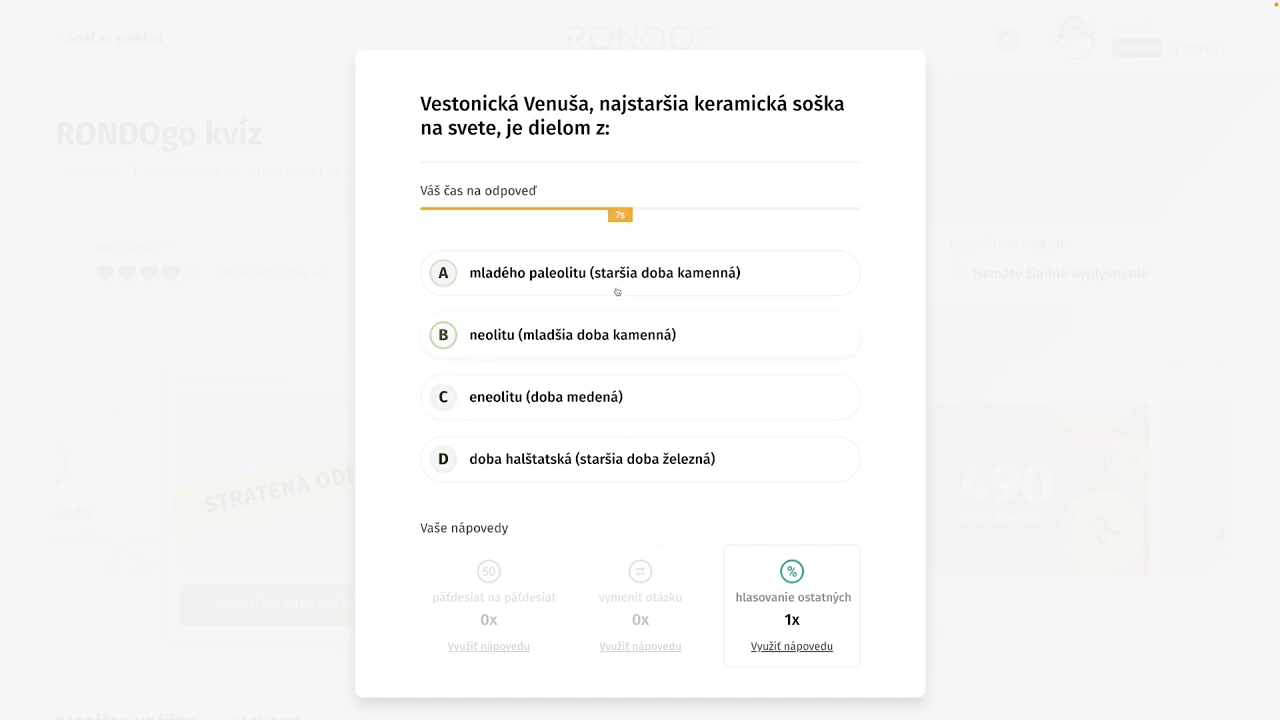 Späť na prehľad
RONDO
RONDOgo kvíz
Vestonická Venuša, najstaršia keramická soška
na svete, je dielom z:
Váš čas na odpoveď
7s
A mladého paleolitu (staršia doba kamenná)
B neolitu (mladšia doba kamenná)
C eneolitu (doba medená)
D doba halštatská (staršia doba železná)
Nemáte žiadné ovplyvnenie
STRATENÁ
490
Vaše nápovedy
50
päťdesiat na päťdesiat
0x
Využiť nápovedu
vymeniť otázku
0x
Využiť nápovedu
%
hlasovanie ostatných
1x
Využiť nápovedu